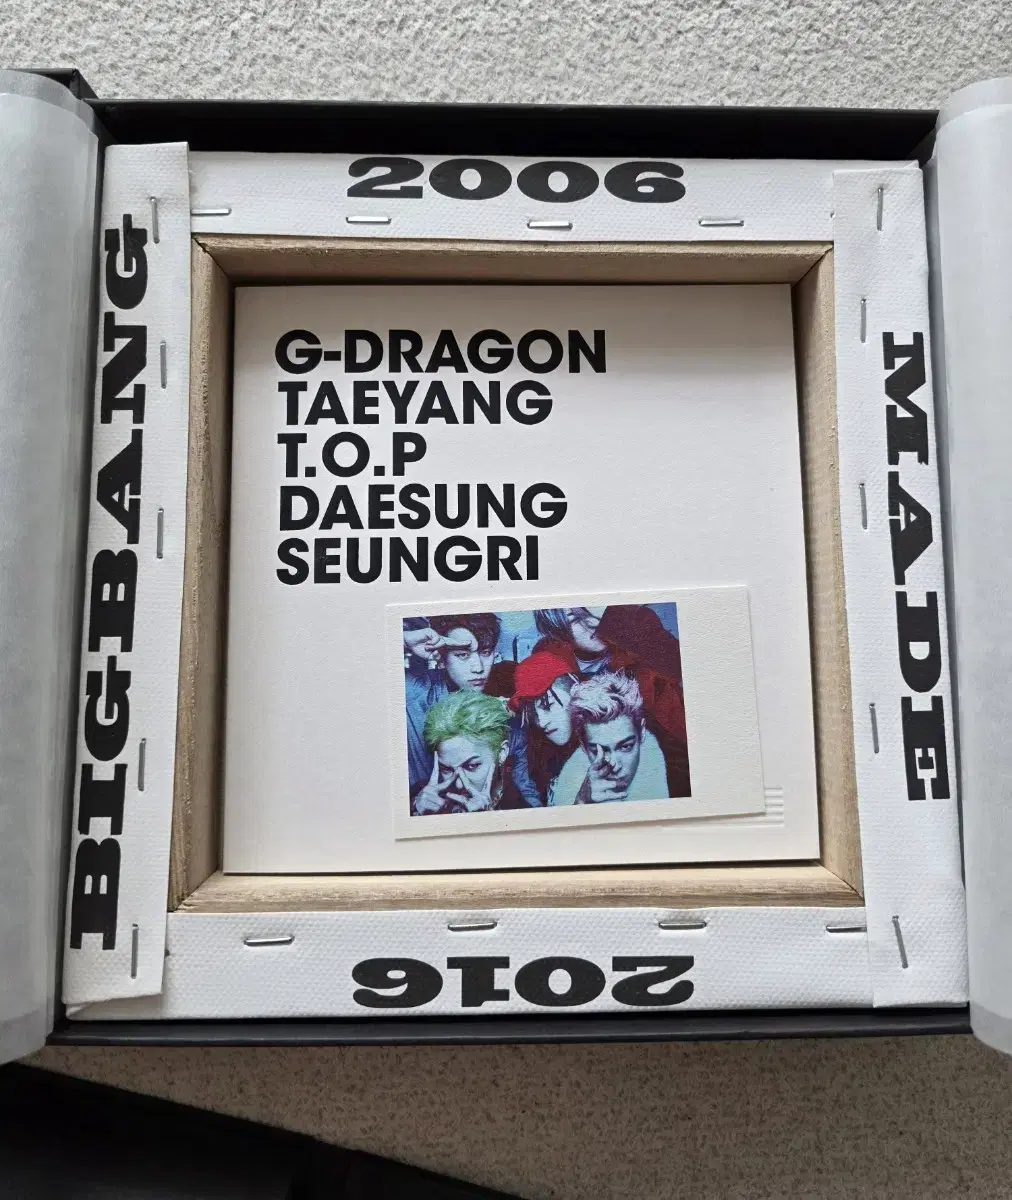 2006
BIGBANG
G-DRAGON
TAEYANG
T.O.P
DAESUNG
SEUNGRI
MADE
2016